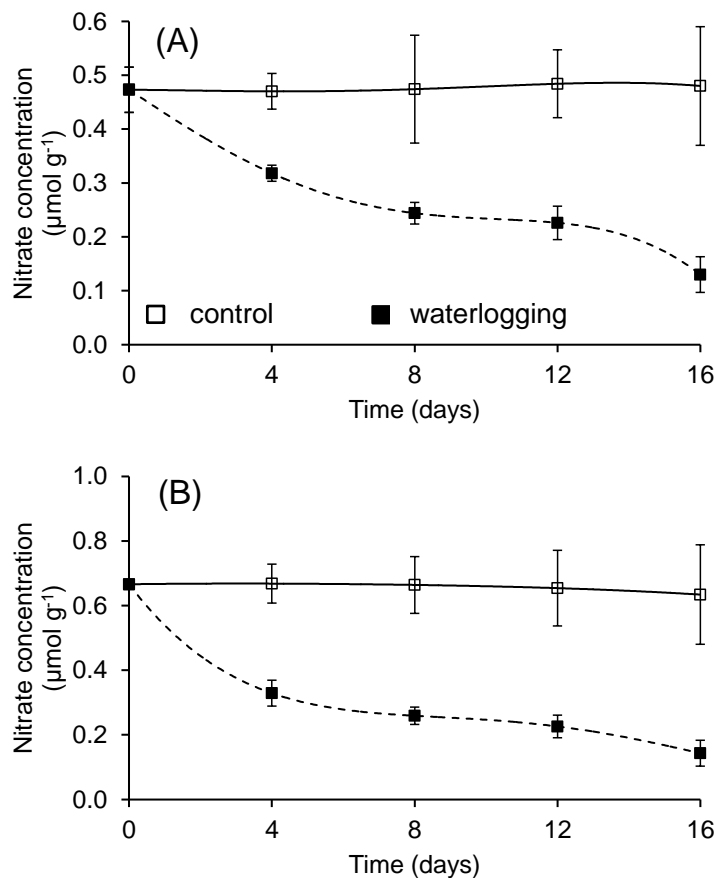 (A)
Nitrate concentration
(µmol g⁻¹)
0.6
0.5
0.4
0.3
0.2
0.1
0.0
control
waterlogging
0 4 8 12 16
Time (days)
(B)
Nitrate concentration
(µmol g⁻¹)
1.0
0.8
0.6
0.4
0.2
0.0
0 4 8 12 16
Time (days)